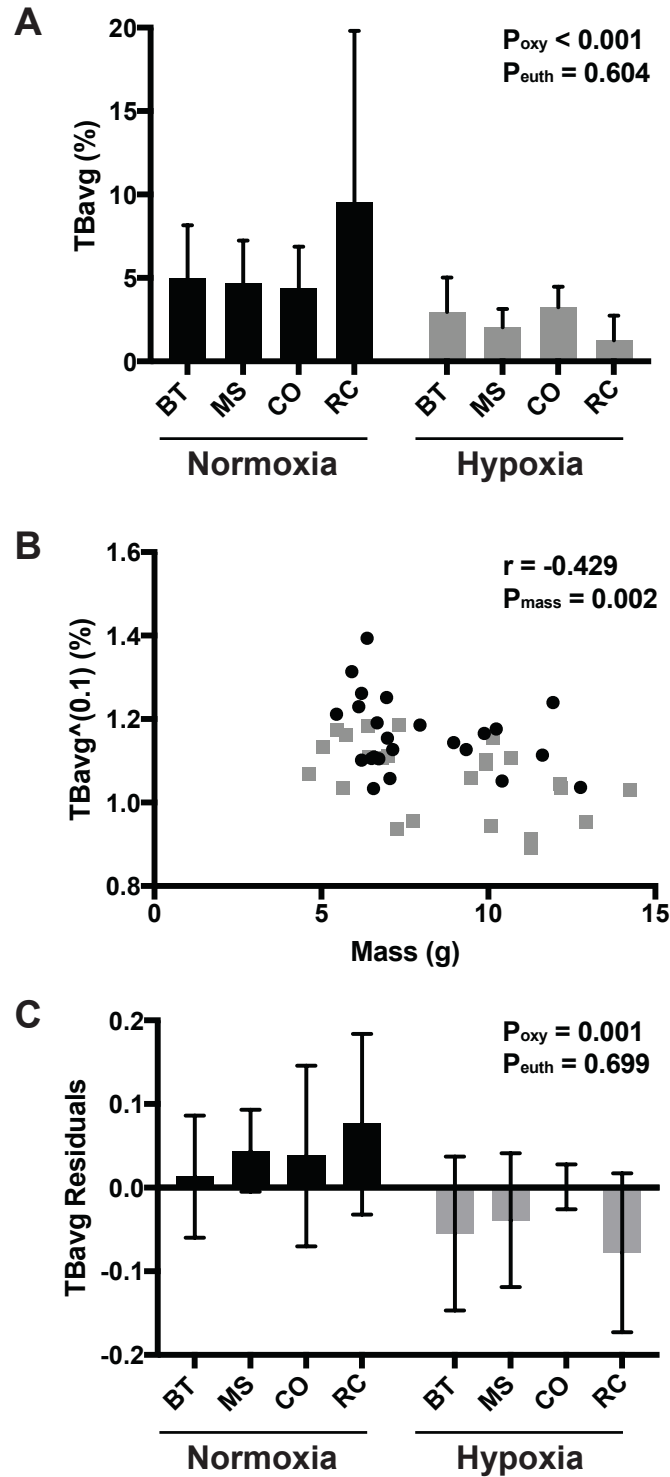 A
TBavg (%)
20
15
10
5
0
Poxy < 0.001
Peuth = 0.604
BT MS CO RC BT MS CO RC
Normoxia Hypoxia
B
TBavg^(0.1) (%)
1.6
1.4
1.2
1.0
0.8
r = -0.429
Pmass = 0.002
0 5 10 15
Mass (g)
C
TBavg Residuals
0.2
0.1
0.0
-0.1
-0.2
Poxy = 0.001
Peuth = 0.699
BT MS CO RC BT MS CO RC
Normoxia Hypoxia